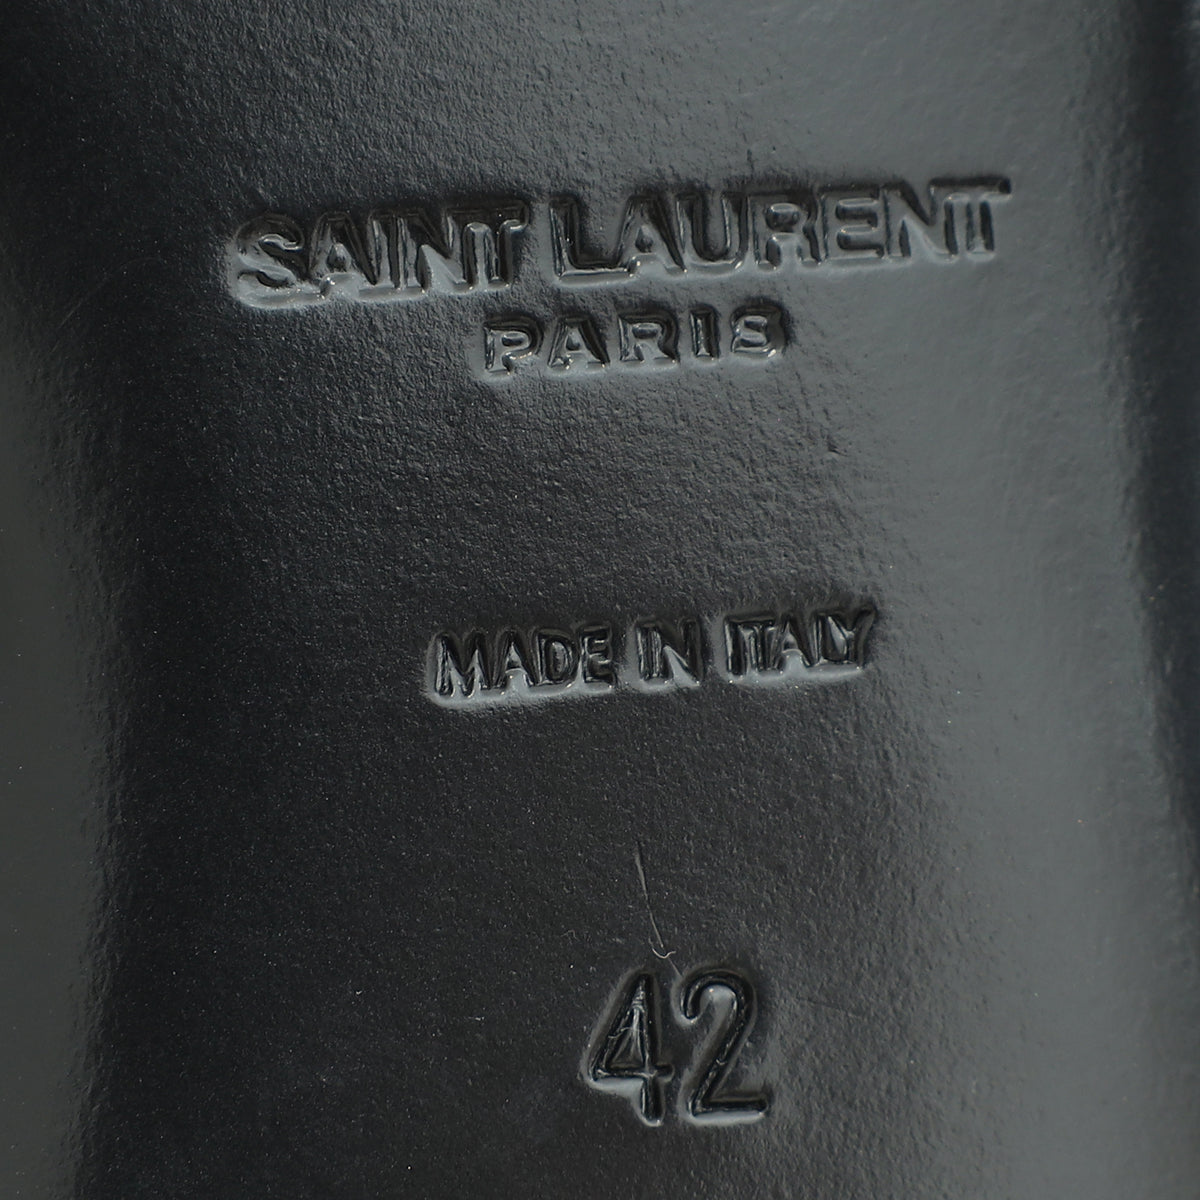 SAINT LAURENT
PARIS
MADE IN ITALY
42